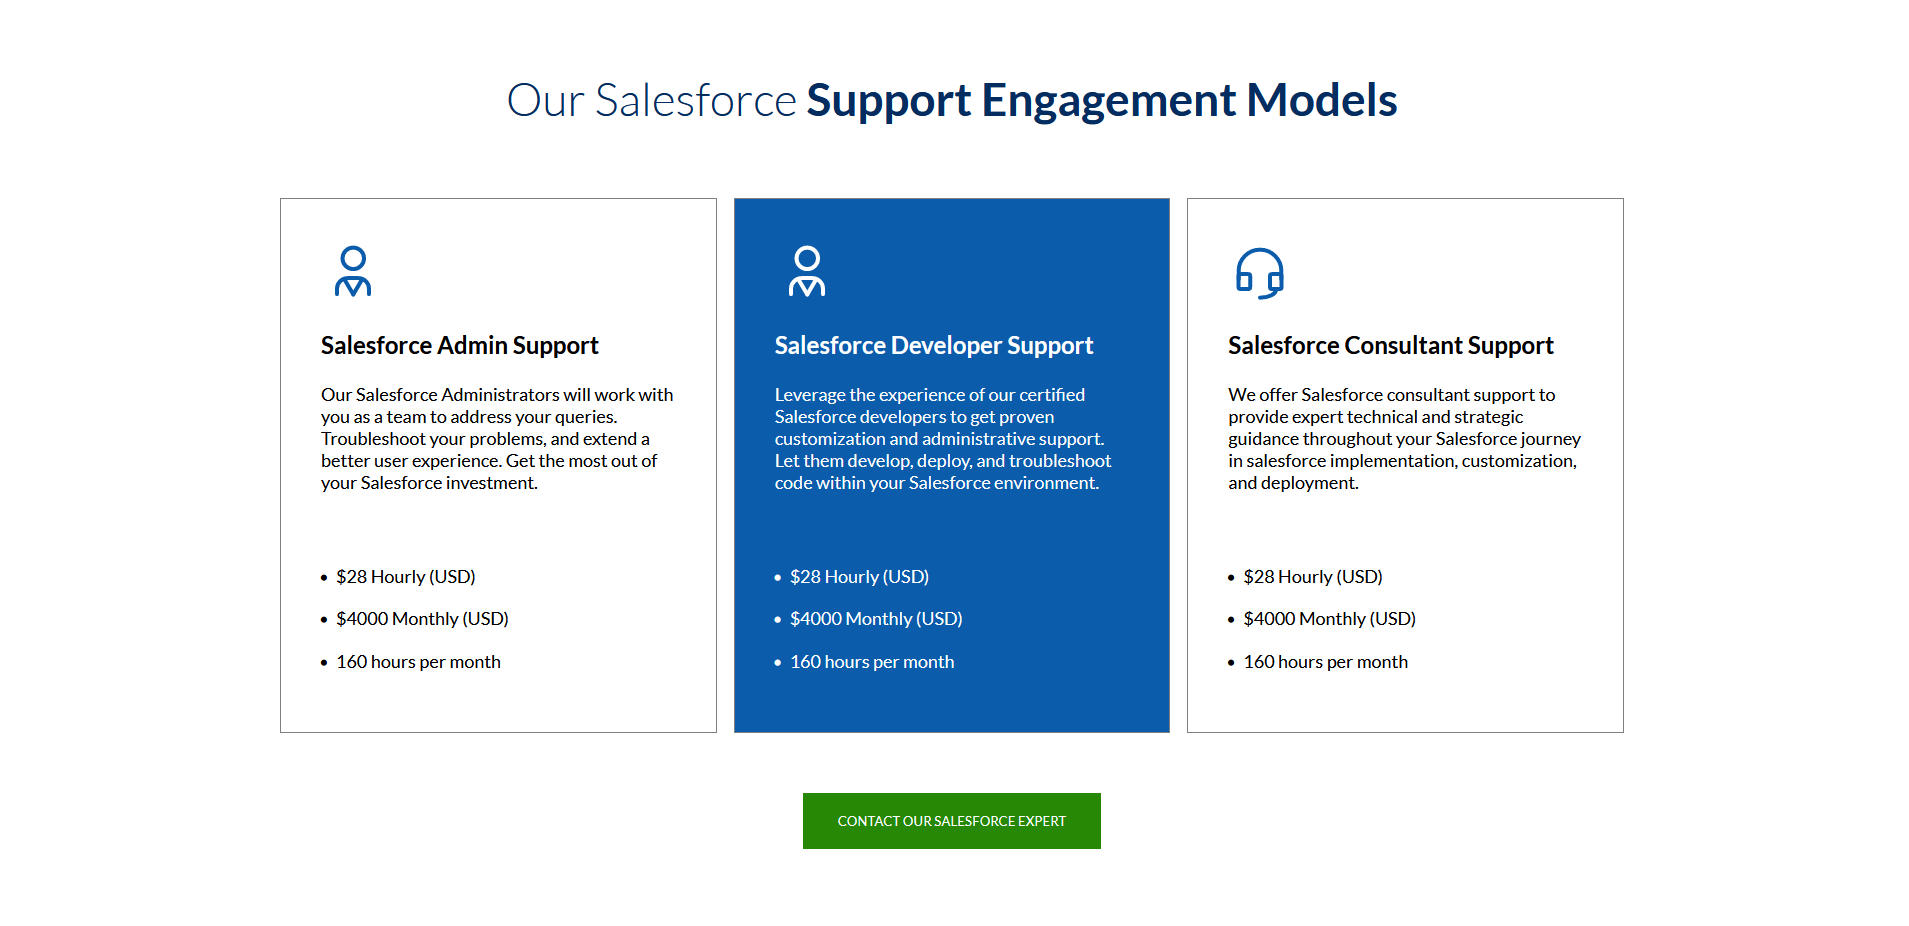 Our Salesforce Support Engagement Models
Salesforce Admin Support
Our Salesforce Administrators will work with
you as a team to address your queries.
Troubleshoot your problems, and extend a
better user experience. Get the most out of
your Salesforce investment.
• $28 Hourly (USD)
• $4000 Monthly (USD)
• 160 hours per month
Salesforce Developer Support
Leverage the experience of our certified
Salesforce developers to get proven
customization and administrative support.
Let them develop, deploy, and troubleshoot
code within your Salesforce environment.
• $28 Hourly (USD)
• $4000 Monthly (USD)
• 160 hours per month
Salesforce Consultant Support
We offer Salesforce consultant support to
provide expert technical and strategic
guidance throughout your Salesforce journey
in salesforce implementation, customization,
and deployment.
• $28 Hourly (USD)
• $4000 Monthly (USD)
• 160 hours per month
CONTACT OUR SALESFORCE EXPERT